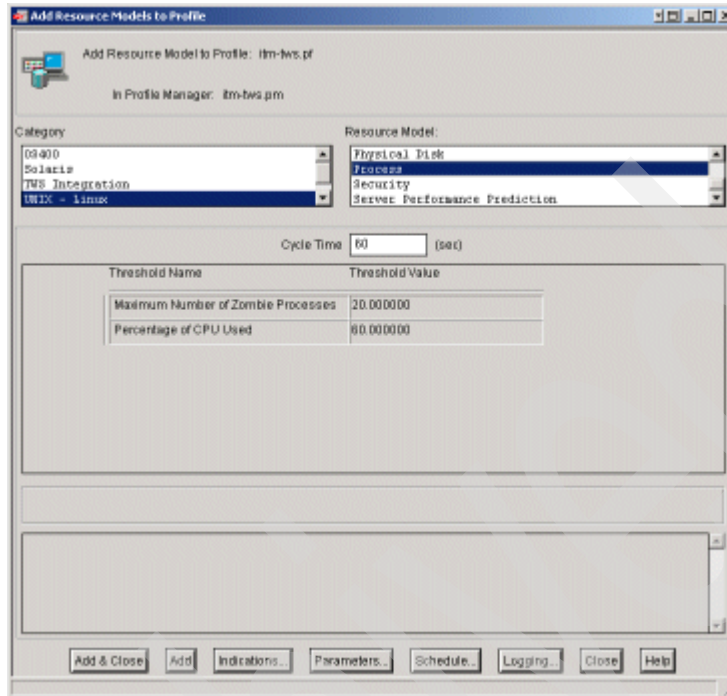 Add Resource Models to Profile
Add Resource Model to Profile: itm-tws.pf
In Profile Manager: itm-tws.pm
Category
Resource Model:
OS400
Solaris
TWS Integration
UNIX - linux
Physical Disk
Process
Security
Server Performance Prediction
Cycle Time 60 (sec)
Threshold Name Threshold Value
Maximum Number of Zombie Processes 20.000000
Percentage of CPU Used 60.000000
Add & Close Add Indications... Parameters... Schedule... Logging... Close Help